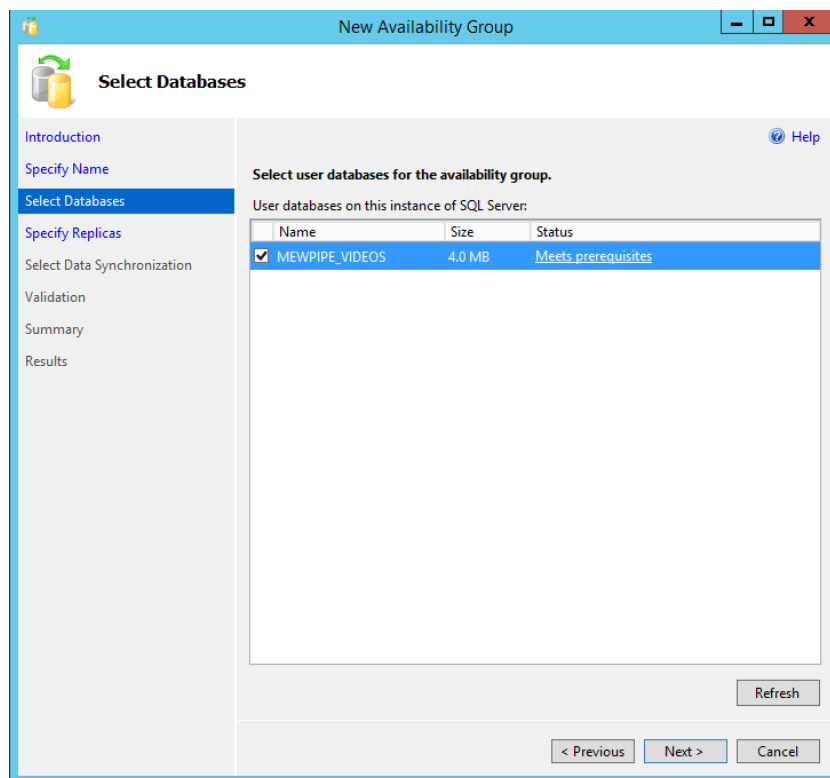 New Availability Group
Select Databases
Introduction
Help
Specify Name
Select user databases for the availability group.
Select Databases
User databases on this instance of SQL Server:
Specify Replicas
Name Size Status
MEWPIPE_VIDEOS 4.0 MB Meets prerequisites
Select Data Synchronization
Validation
Summary
Results
Refresh
< Previous Next > Cancel